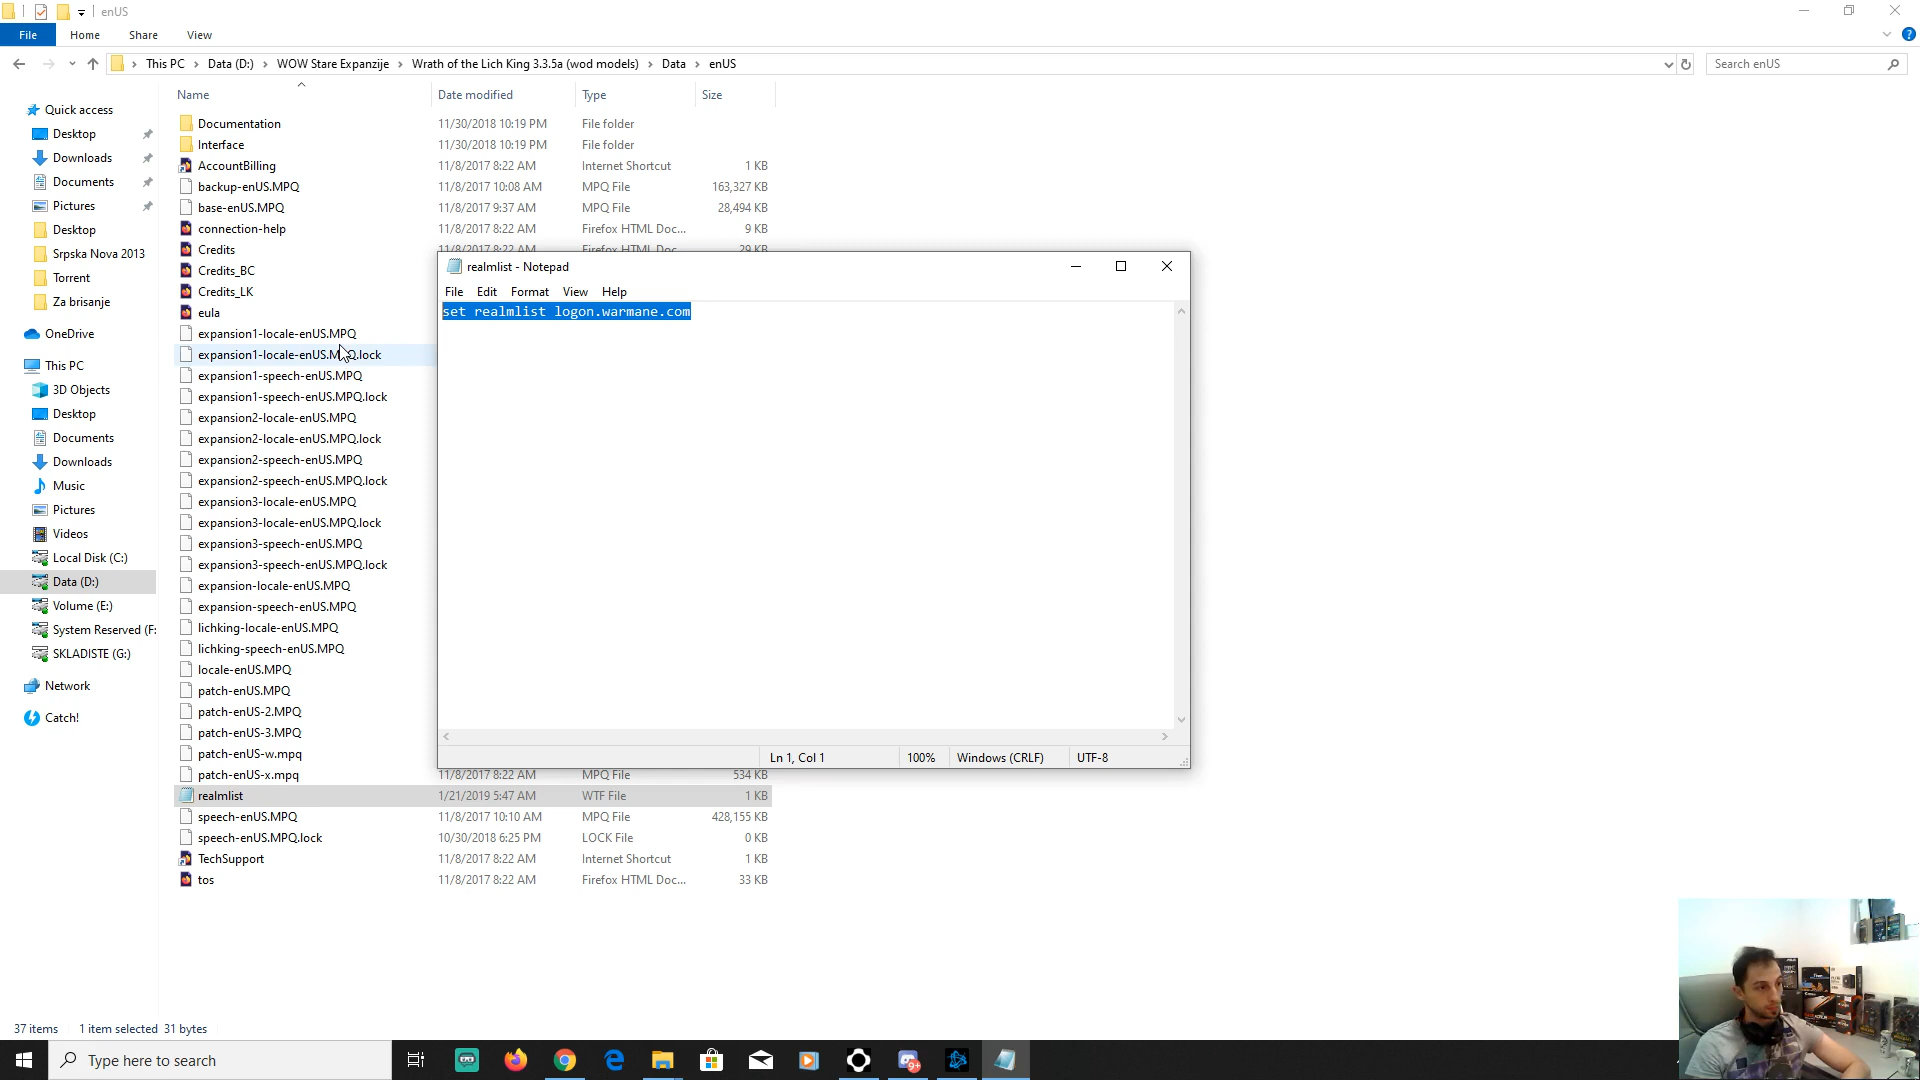 enUS
File Home Share View
This PC Data (D:) WOW Stare Expanzije Wrath of the Lich King 3.3.5a (wod models) Data enUS
Search enUS
Name Date modified Type Size
Quick access
Desktop
Downloads
Documents
Pictures
Desktop
Srpska Nova 2013
Torrent
Za brisanje
OneDrive
This PC
3D Objects
Desktop
Documents
Downloads
Music
Pictures
Videos
Local Disk (C:)
Data (D:)
Volume (E:)
System Reserved (F:
SKLADISTE (G:)
Network
Catch!
Documentation 11/30/2018 10:19 PM File folder
Interface 11/30/2018 10:19 PM File folder
AccountBilling 11/8/2017 8:22 AM Internet Shortcut 1 KB
backup-enUS.MPQ 11/8/2017 10:08 AM MPQ File 163,327 KB
base-enUS.MPQ 11/8/2017 9:37 AM MPQ File 28,494 KB
connection-help 11/8/2017 8:22 AM Firefox HTML Doc... 9 KB
Credits 11/8/2017 8:22 AM Firefox HTML Doc... 29 KB
Credits_BC
Credits_LK
eula
expansion1-locale-enUS.MPQ
expansion1-locale-enUS.MPQ.lock
expansion1-speech-enUS.MPQ
expansion1-speech-enUS.MPQ.lock
expansion2-locale-enUS.MPQ
expansion2-locale-enUS.MPQ.lock
expansion2-speech-enUS.MPQ
expansion2-speech-enUS.MPQ.lock
expansion3-locale-enUS.MPQ
expansion3-locale-enUS.MPQ.lock
expansion3-speech-enUS.MPQ
expansion3-speech-enUS.MPQ.lock
expansion-locale-enUS.MPQ
expansion-speech-enUS.MPQ
lichking-locale-enUS.MPQ
lichking-speech-enUS.MPQ
locale-enUS.MPQ
patch-enUS.MPQ
patch-enUS-2.MPQ
patch-enUS-3.MPQ
patch-enUS-w.mpq
patch-enUS-x.mpq 11/8/2017 8:22 AM MPQ File 534 KB
realmlist 1/21/2019 5:47 AM WTF File 1 KB
speech-enUS.MPQ 11/8/2017 10:10 AM MPQ File 428,155 KB
speech-enUS.MPQ.lock 10/30/2018 6:25 PM LOCK File 0 KB
TechSupport 11/8/2017 8:22 AM Internet Shortcut 1 KB
tos 11/8/2017 8:22 AM Firefox HTML Doc... 33 KB
realmlist - Notepad
File Edit Format View Help
set realmlist logon.warmane.com
Ln 1, Col 1 100% Windows (CRLF) UTF-8
37 items 1 item selected 31 bytes
Type here to search
9+